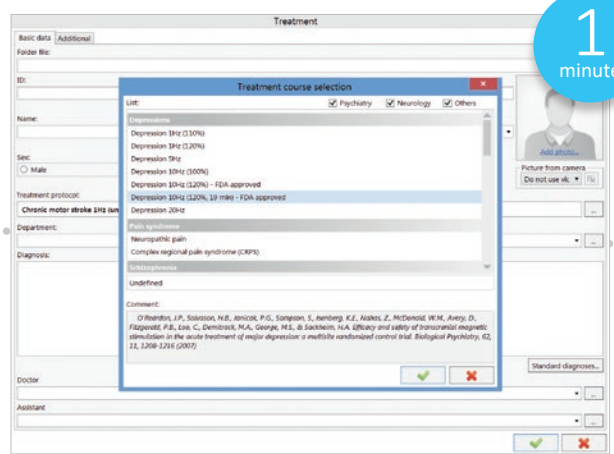 Treatment
1
minute
Basic data
Additional
Folder file:
ID:
Name:
Sex:
Male
Add photo...
Picture from camera
Do not use vic
Treatment protocol:
Chronic motor stroke 1Hz (un
Department:
Diagnosis:
Standard diagnoses...
Doctor
Assistant
Treatment course selection
List:
Psychiatry
Neurology
Others
Depressions
Depression 1Hz (110%)
Depression 1Hz (120%)
Depression 5Hz
Depression 10Hz (100%)
Depression 10Hz (120%) - FDA approved
Depression 10Hz (120%, 19 min) - FDA approved
Depression 20Hz
Pain syndrome
Neuropathic pain
Complex regional pain syndrome (CRPS)
Schizophrenia
Undefined
Comment:
O'Reardon, J.P., Solvason, H.B., Janicak, P.G., Sampson, S., Isenberg, K.E., Nahas, Z., McDonald, W.M., Avery, D.,
Fitzgerald, P.B., Loo, C., Demitrack, M.A., George, M.S., & Sackheim, H.A. Efficacy and safety of transcranial magnetic
stimulation in the acute treatment of major depression: a multisite randomized control trial. Biological Psychiatry, 62,
11, 1208-1216 (2007)